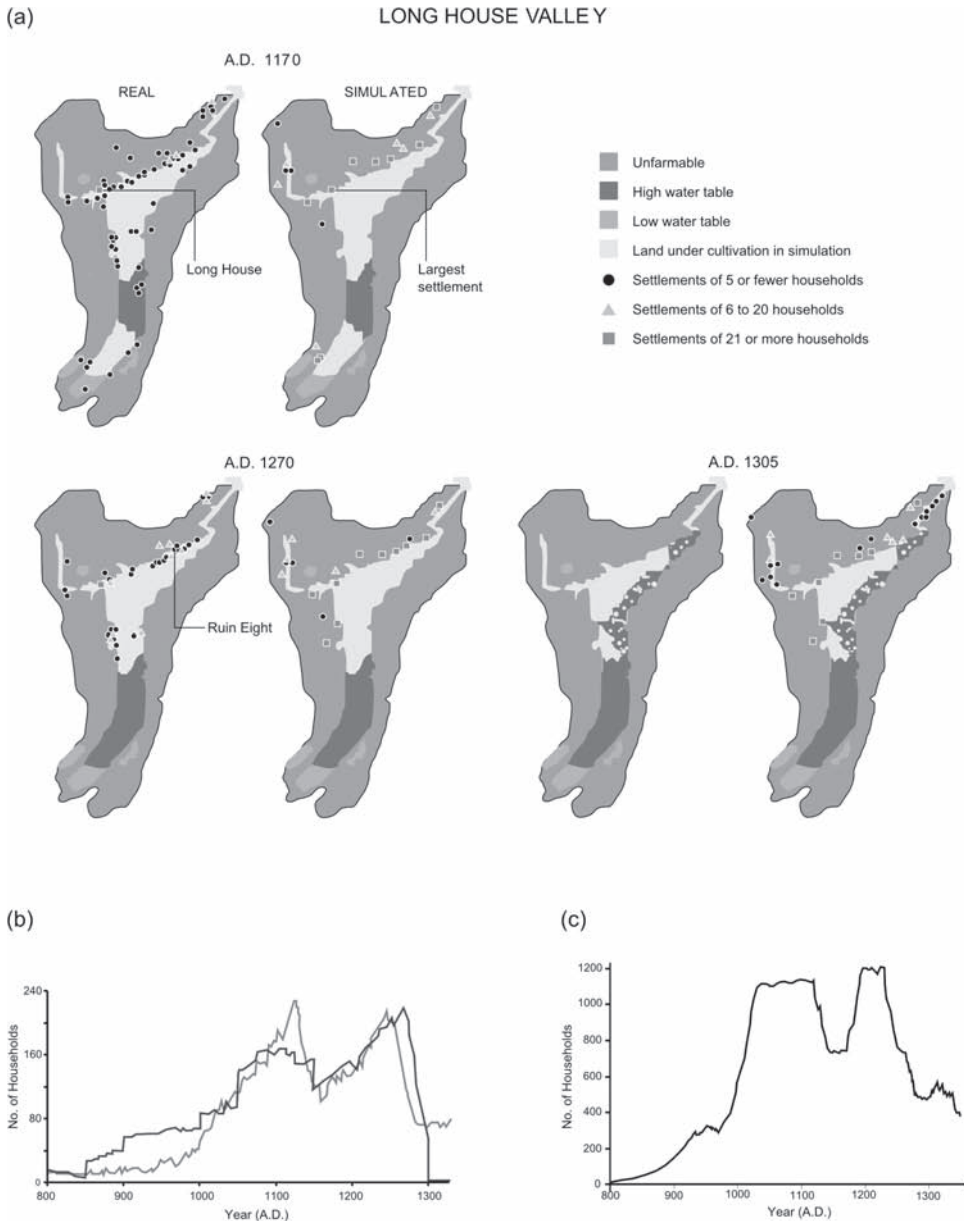 (a)
LONG HOUSE VALLEY
A.D. 1170
REAL
SIMULATED
Long House
Largest
settlement
Unfarmable
High water table
Low water table
Land under cultivation in simulation
Settlements of 5 or fewer households
Settlements of 6 to 20 households
Settlements of 21 or more households
A.D. 1270
A.D. 1305
Ruin Eight
(b)
No. of Households
240
160
80
0
800
900
1000
1100
1200
1300
Year (A.D.)
(c)
No. of Households
1200
1000
800
600
400
200
0
800
900
1000
1100
1200
1300
Year (A.D.)